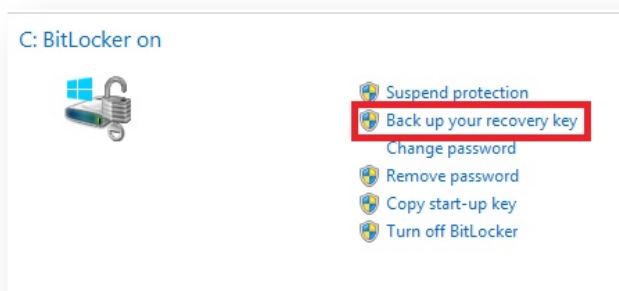 C: BitLocker on
Suspend protection
Back up your recovery key
Change password
Remove password
Copy start-up key
Turn off BitLocker